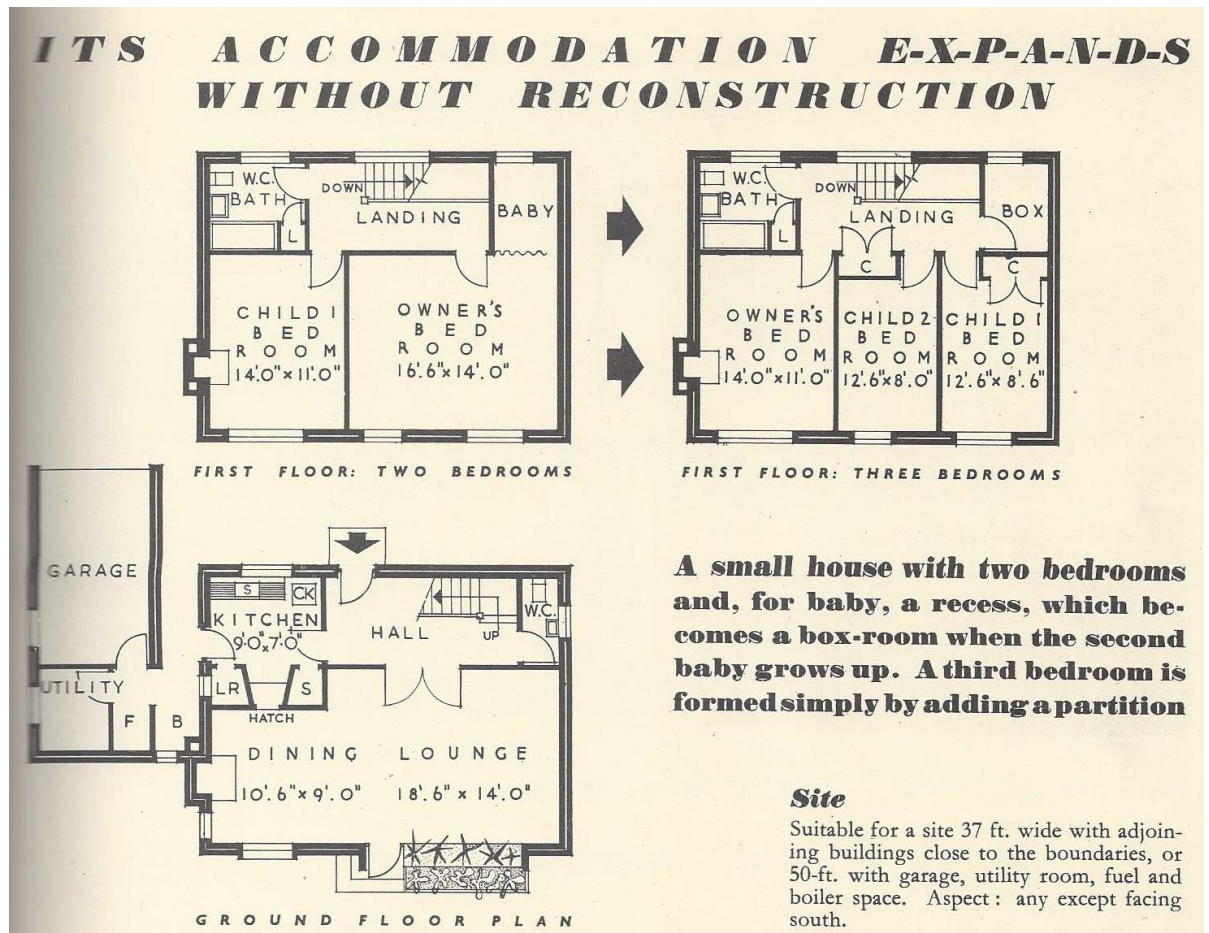 ITS ACCOMMODATION E-X-P-A-N-D-S
WITHOUT RECONSTRUCTION
W.C.
BATH
L
DOWN
LANDING
BABY
CHILD 1
BED
ROOM
14'.0" x 11'.0"
OWNER'S
BED
ROOM
16'.6" x 14'.0"
FIRST FLOOR: TWO BEDROOMS
W.C.
BATH
L
DOWN
LANDING
BOX
C
C
OWNER'S
BED
ROOM
14'.0" x 11'.0"
CHILD 2
BED
ROOM
12'.6" x 8'.0"
CHILD 1
BED
ROOM
12'.6" x 8'.6"
FIRST FLOOR: THREE BEDROOMS
GARAGE
UTILITY
F
B
S
CK
KITCHEN
9'.0" x 7'.0"
LR
S
HATCH
HALL
UP
W.C.
DINING LOUNGE
10'.6" x 9'.0" 18'.6" x 14'.0"
GROUND FLOOR PLAN
A small house with two bedrooms
and, for baby, a recess, which be-
comes a box-room when the second
baby grows up. A third bedroom is
formed simply by adding a partition
Site
Suitable for a site 37 ft. wide with adjoin-
ing buildings close to the boundaries, or
50-ft. with garage, utility room, fuel and
boiler space. Aspect: any except facing
south.